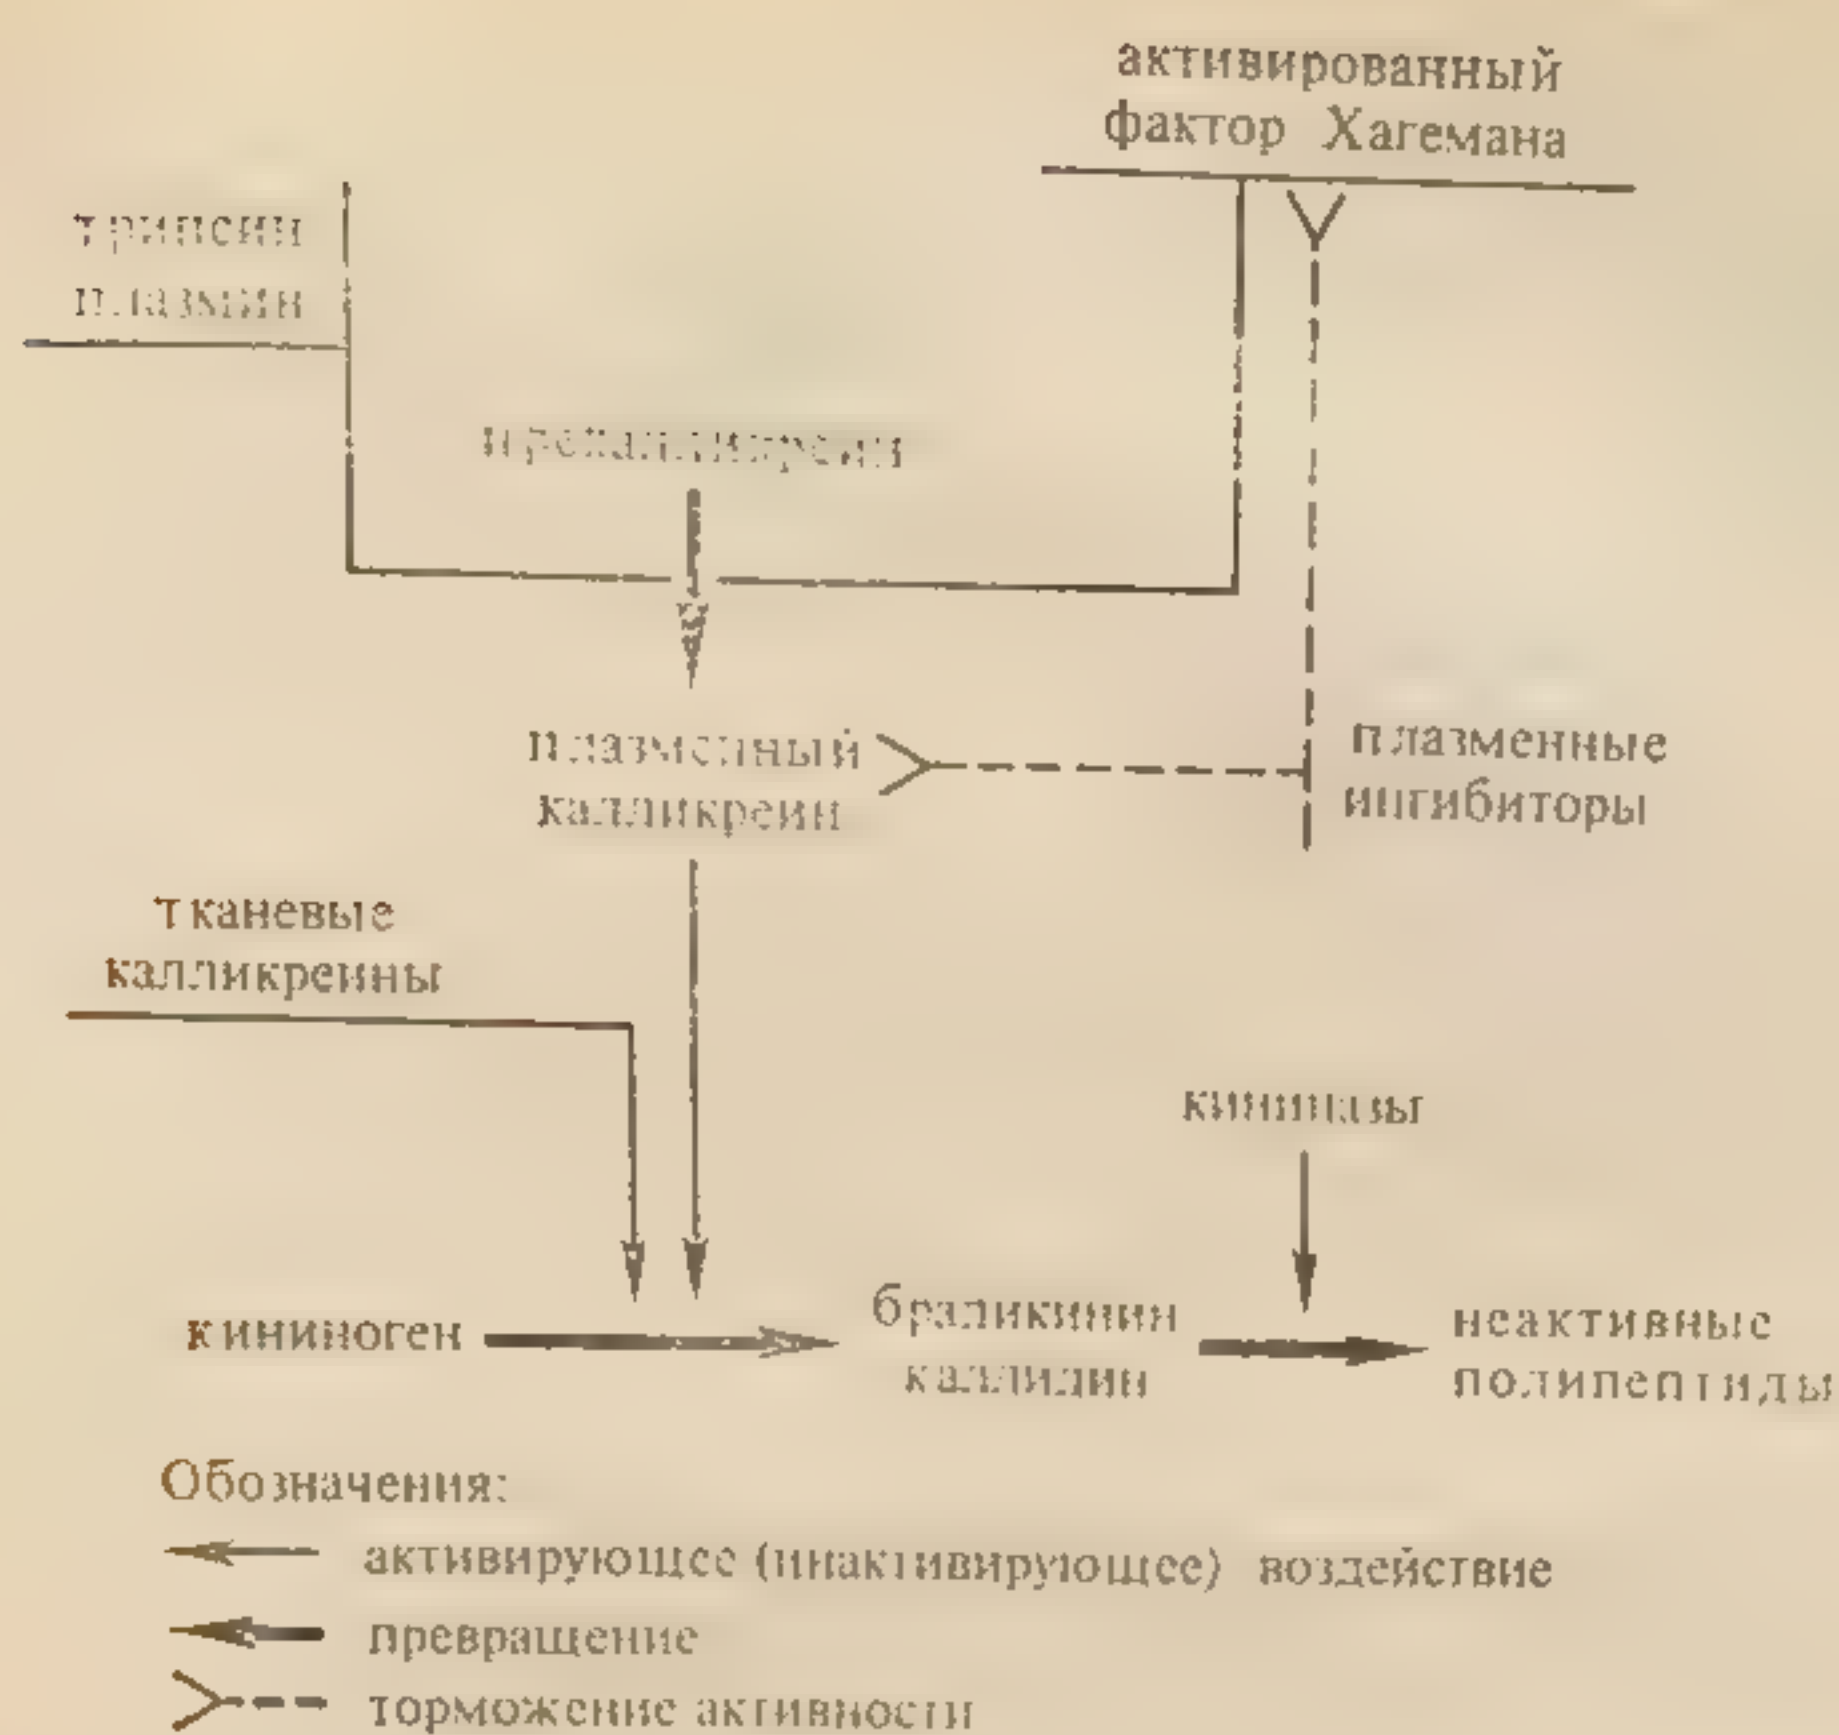 активированный
фактор Хагемана
трипсин
плазмин
прекалликреин
плазменный
калликреин
плазменные
ингибиторы
тканевые
калликреины
кининазы
кининоген
брадикинин
каллидин
неактивные
полипептиды
Обозначения:
активирующее (инактивирующее) воздействие
превращение
торможение активности